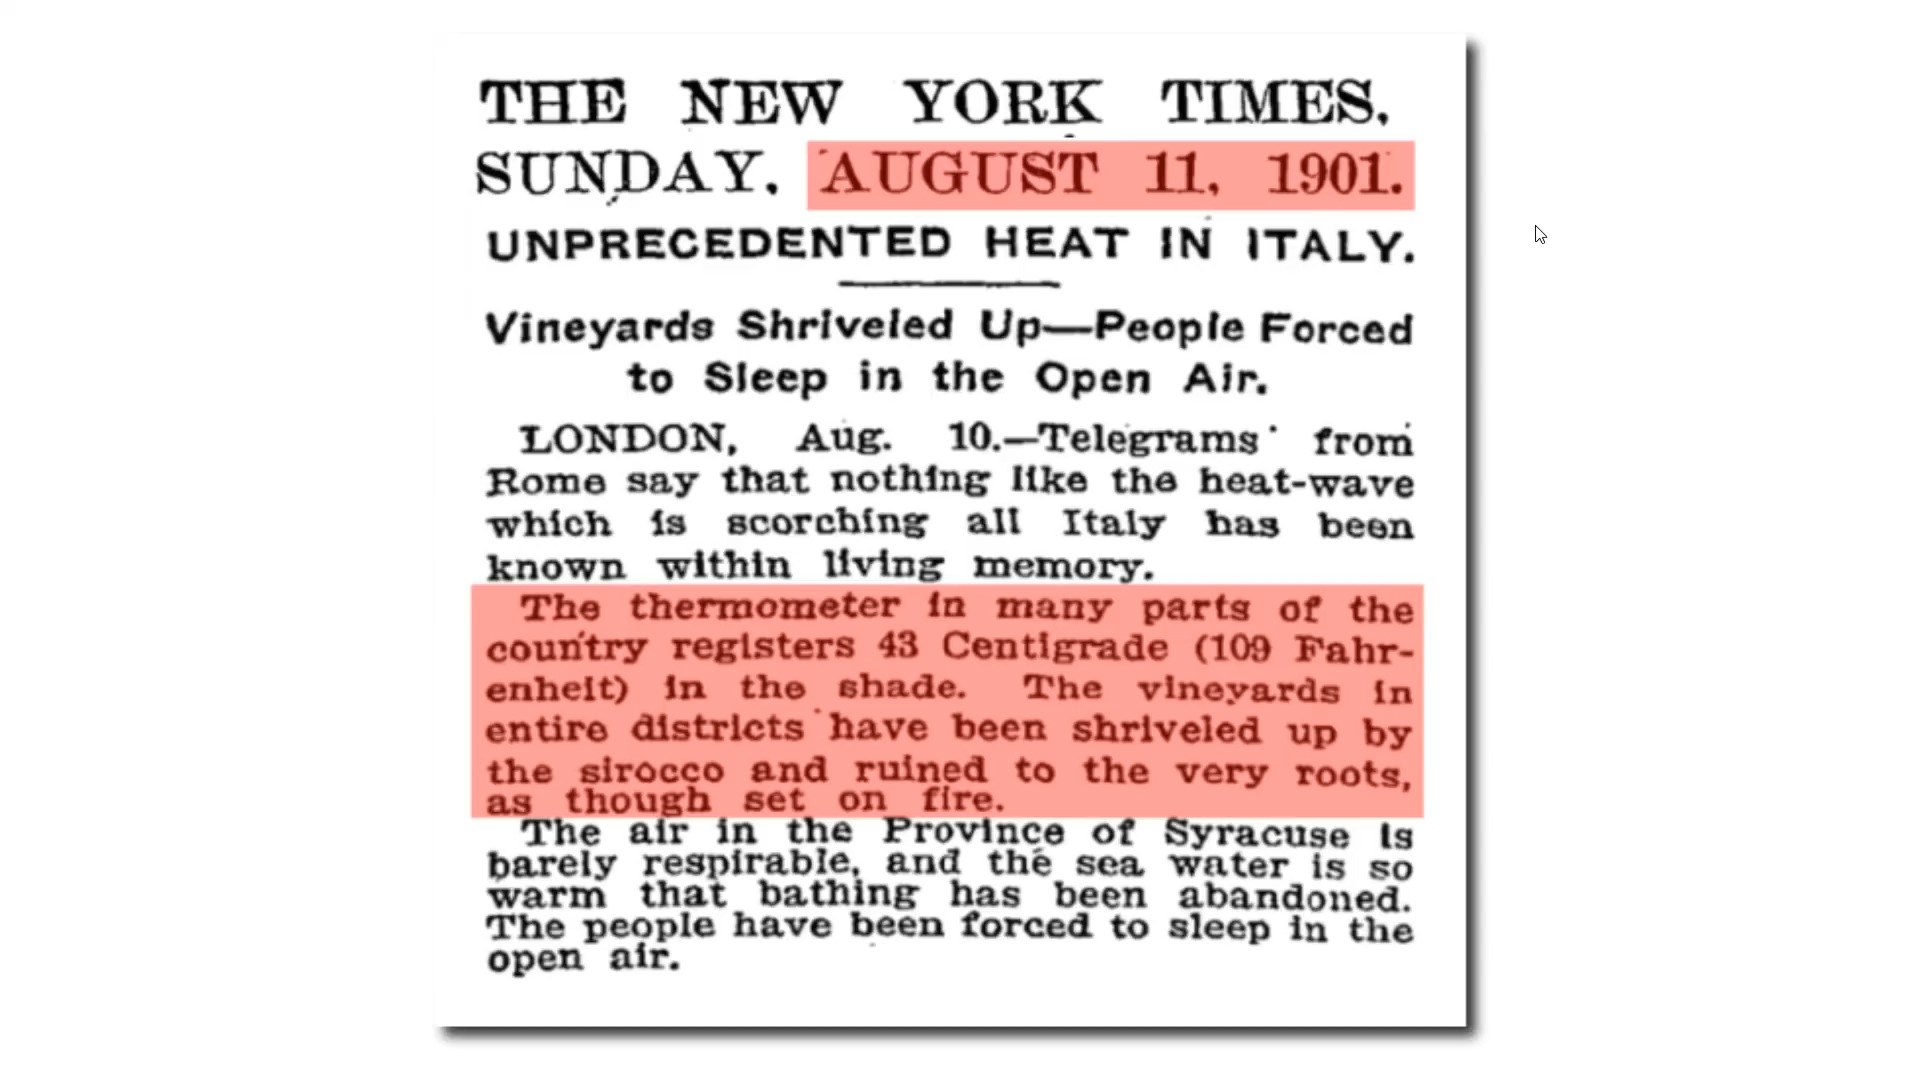 THE NEW YORK TIMES.
SUNDAY, AUGUST 11, 1901.
UNPRECEDENTED HEAT IN ITALY.
Vineyards Shriveled Up—People Forced
to Sleep in the Open Air.
LONDON, Aug. 10.—Telegrams from
Rome say that nothing like the heat-wave
which is scorching all Italy has been
known within living memory.
The thermometer in many parts of the
country registers 43 Centigrade (109 Fahr-
enheit) in the shade. The vineyards in
entire districts have been shriveled up by
the sirocco and ruined to the very roots,
as though set on fire.
The air in the Province of Syracuse is
barely respirable, and the sea water is so
warm that bathing has been abandoned.
The people have been forced to sleep in the
open air.